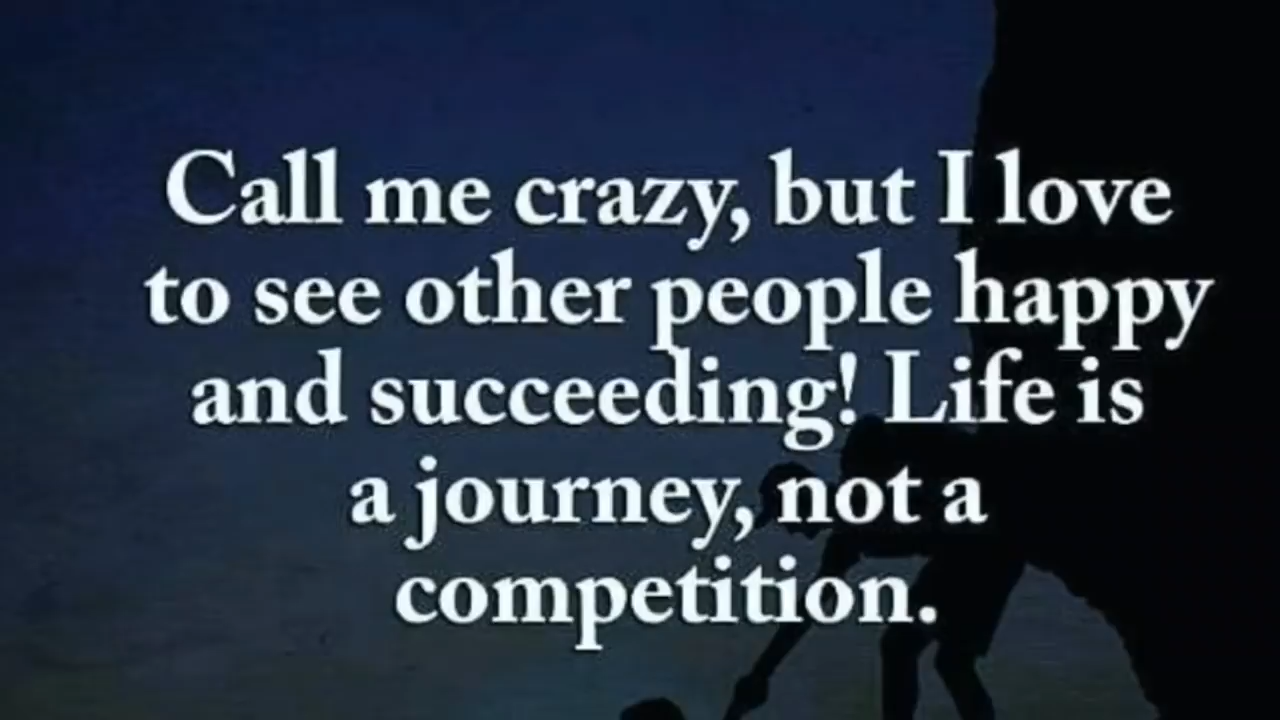 Call me crazy, but I love
to see other people happy
and succeeding! Life is
a journey, not a
competition.